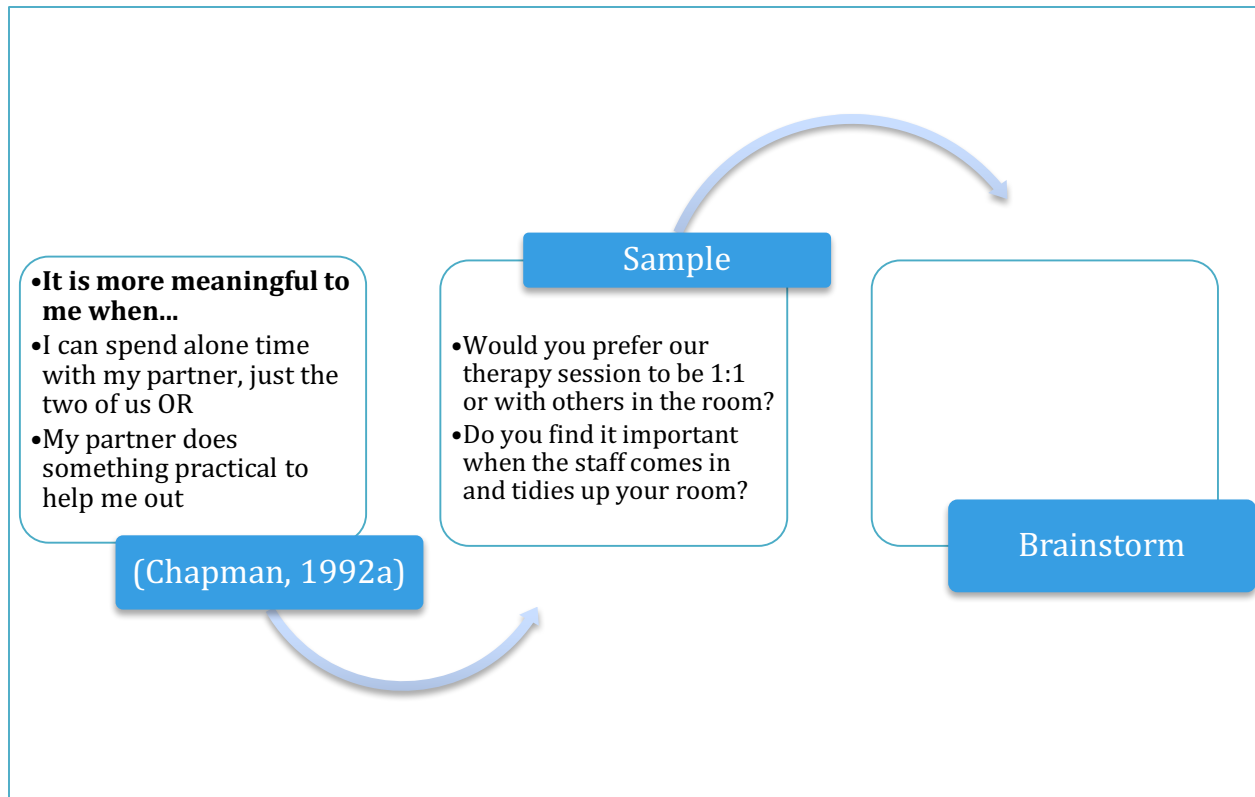 •It is more meaningful to
me when...
•I can spend alone time
with my partner, just the
two of us OR
•My partner does
something practical to
help me out
(Chapman, 1992a)
Sample
•Would you prefer our
therapy session to be 1:1
or with others in the room?
•Do you find it important
when the staff comes in
and tidies up your room?
Brainstorm